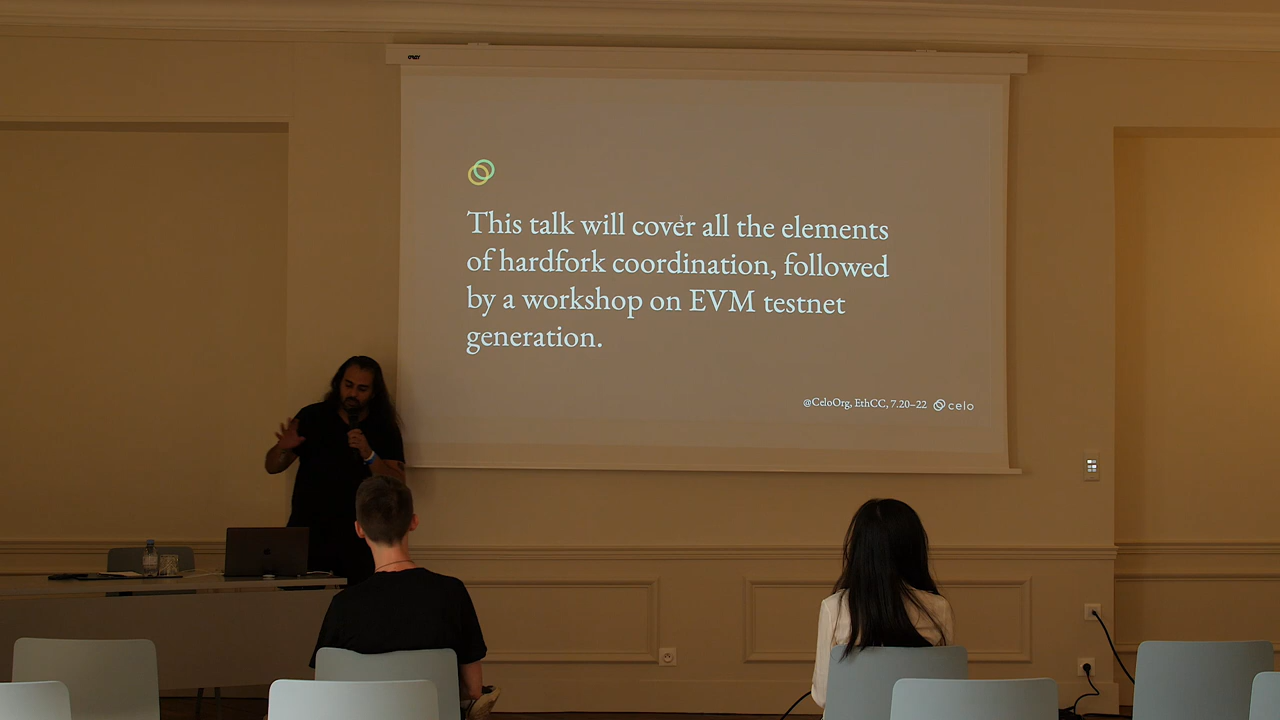 This talk will cover all the elements
of hardfork coordination, followed
by a workshop on EVM testnet
generation.
@CeloOrg, EthCC, 7.20–22 celo